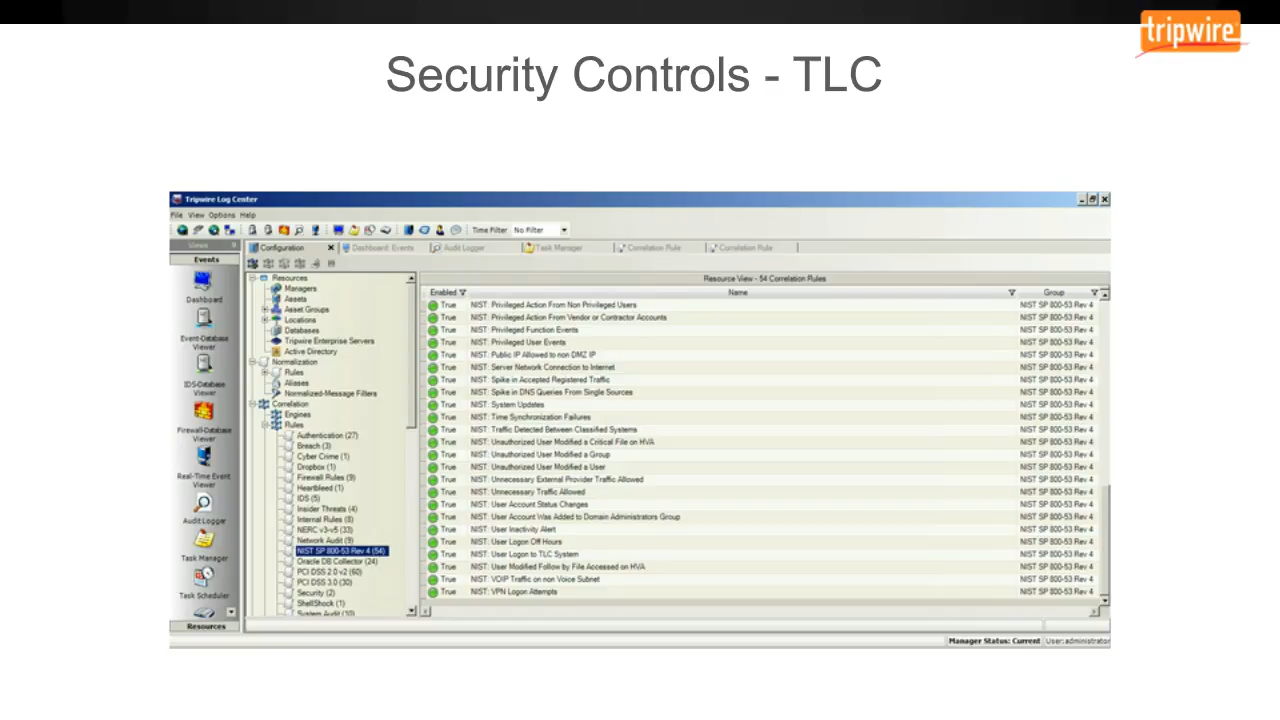 tripwire
Security Controls - TLC
Tripwire Log Center
File View Options Help
Time Filter No Filter
Views
Configuration
Dashboard: Events
Audit Logger
Task Manager
Correlation Rule
Correlation Rule
Events
Dashboard
Event-Database
Viewer
IDS-Database
Viewer
Firewall-Database
Viewer
Real-Time Event
Viewer
Audit Logger
Task Manager
Task Scheduler
Resources
Resources
Managers
Assets
Asset Groups
Locations
Databases
Tripwire Enterprise Servers
Active Directory
Normalization
Rules
Aliases
Normalized-Message Filters
Correlation
Engines
Rules
Authentication (27)
Breach (3)
Cyber Crime (1)
Dropbox (1)
Firewall Rules (9)
Heartbleed (1)
IDS (5)
Insider Threats (4)
Internal Rules (8)
NERC v3-v5 (33)
Network Audit (9)
NIST SP 800-53 Rev 4 (54)
Oracle DB Collector (24)
PCI DSS 2.0 v2 (60)
PCI DSS 3.0 (30)
Security (2)
ShellShock (1)
System Audit (10)
Resource View - 54 Correlation Rules
Enabled Name Group
True NIST: Privileged Action From Non Privileged Users NIST SP 800-53 Rev 4
True NIST: Privileged Action From Vendor or Contractor Accounts NIST SP 800-53 Rev 4
True NIST: Privileged Function Events NIST SP 800-53 Rev 4
True NIST: Privileged User Events NIST SP 800-53 Rev 4
True NIST: Public IP Allowed to non DMZ IP NIST SP 800-53 Rev 4
True NIST: Server Network Connection to Internet NIST SP 800-53 Rev 4
True NIST: Spike in Accepted Registered Traffic NIST SP 800-53 Rev 4
True NIST: Spike in DNS Queries From Single Sources NIST SP 800-53 Rev 4
True NIST: System Updates NIST SP 800-53 Rev 4
True NIST: Time Synchronization Failures NIST SP 800-53 Rev 4
True NIST: Traffic Detected Between Classified Systems NIST SP 800-53 Rev 4
True NIST: Unauthorized User Modified a Critical File on HVA NIST SP 800-53 Rev 4
True NIST: Unauthorized User Modified a Group NIST SP 800-53 Rev 4
True NIST: Unauthorized User Modified a User NIST SP 800-53 Rev 4
True NIST: Unnecessary External Provider Traffic Allowed NIST SP 800-53 Rev 4
True NIST: Unnecessary Traffic Allowed NIST SP 800-53 Rev 4
True NIST: User Account Status Changes NIST SP 800-53 Rev 4
True NIST: User Account Was Added to Domain Administrators Group NIST SP 800-53 Rev 4
True NIST: User Inactivity Alert NIST SP 800-53 Rev 4
True NIST: User Logon Off Hours NIST SP 800-53 Rev 4
True NIST: User Logon to TLC System NIST SP 800-53 Rev 4
True NIST: User Modified Follow by File Accessed on HVA NIST SP 800-53 Rev 4
True NIST: VOIP Traffic on non Voice Subnet NIST SP 800-53 Rev 4
True NIST: VPN Logon Attempts NIST SP 800-53 Rev 4
Manager Status: Current User:administrator